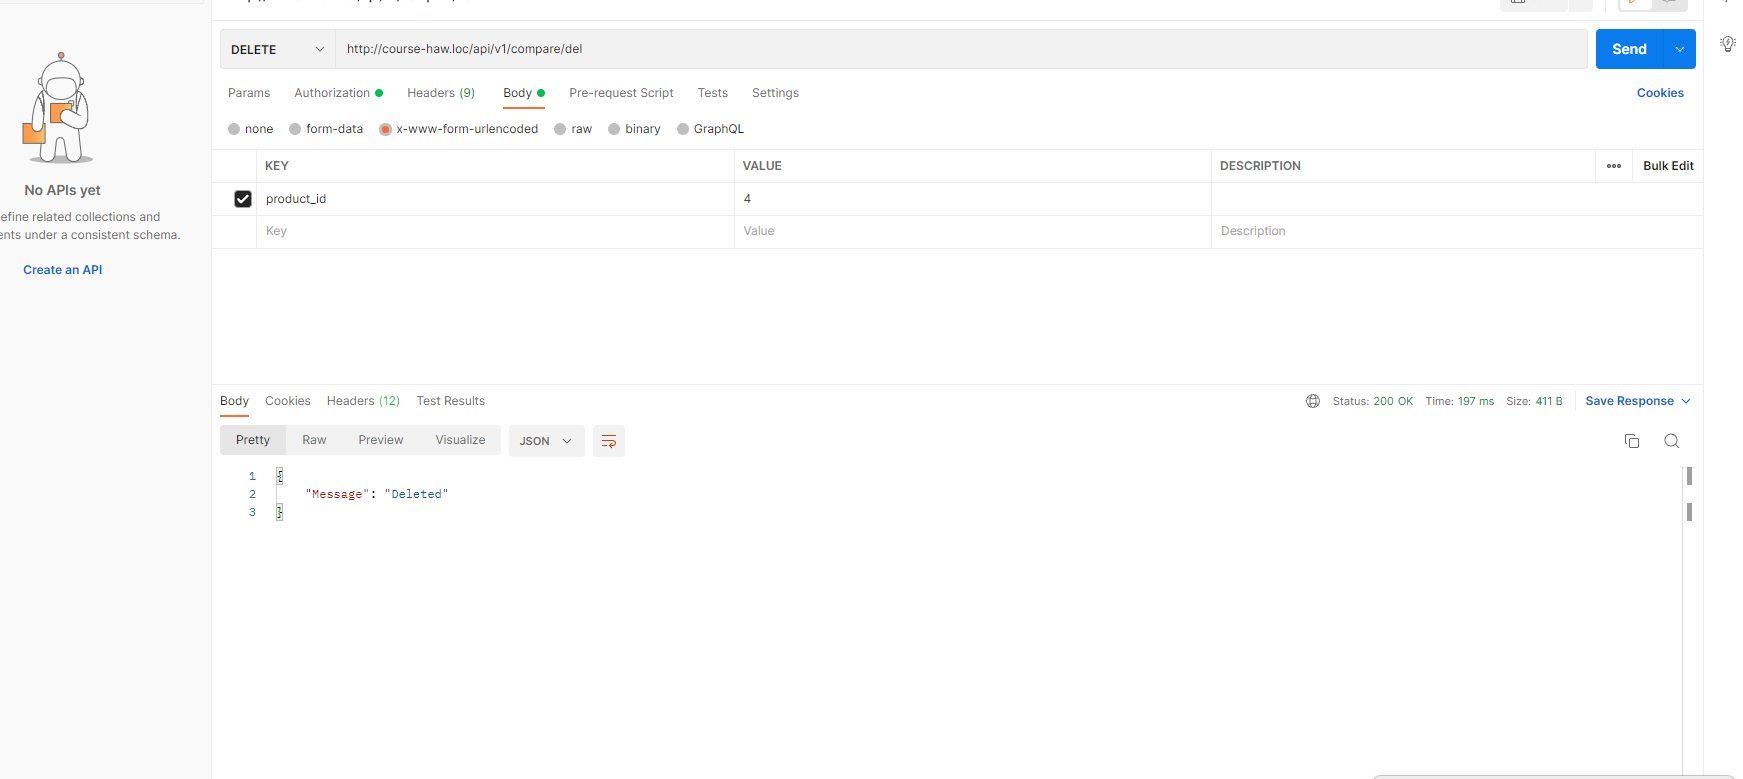 DELETE http://course-haw.loc/api/v1/compare/del Send
Params Authorization Headers (9) Body Pre-request Script Tests Settings Cookies
none form-data x-www-form-urlencoded raw binary GraphQL
KEY VALUE DESCRIPTION Bulk Edit
product_id 4
Key Value Description
No APIs yet
efine related collections and
ents under a consistent schema.
Create an API
Body Cookies Headers (12) Test Results Status: 200 OK Time: 197 ms Size: 411 B Save Response
Pretty Raw Preview Visualize JSON
1 {
2 "Message": "Deleted"
3 }